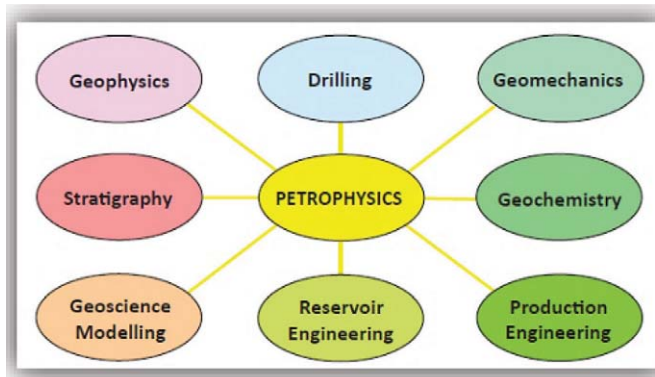 Geophysics
Drilling
Geomechanics
Stratigraphy
PETROPHYSICS
Geochemistry
Geoscience
Modelling
Reservoir
Engineering
Production
Engineering